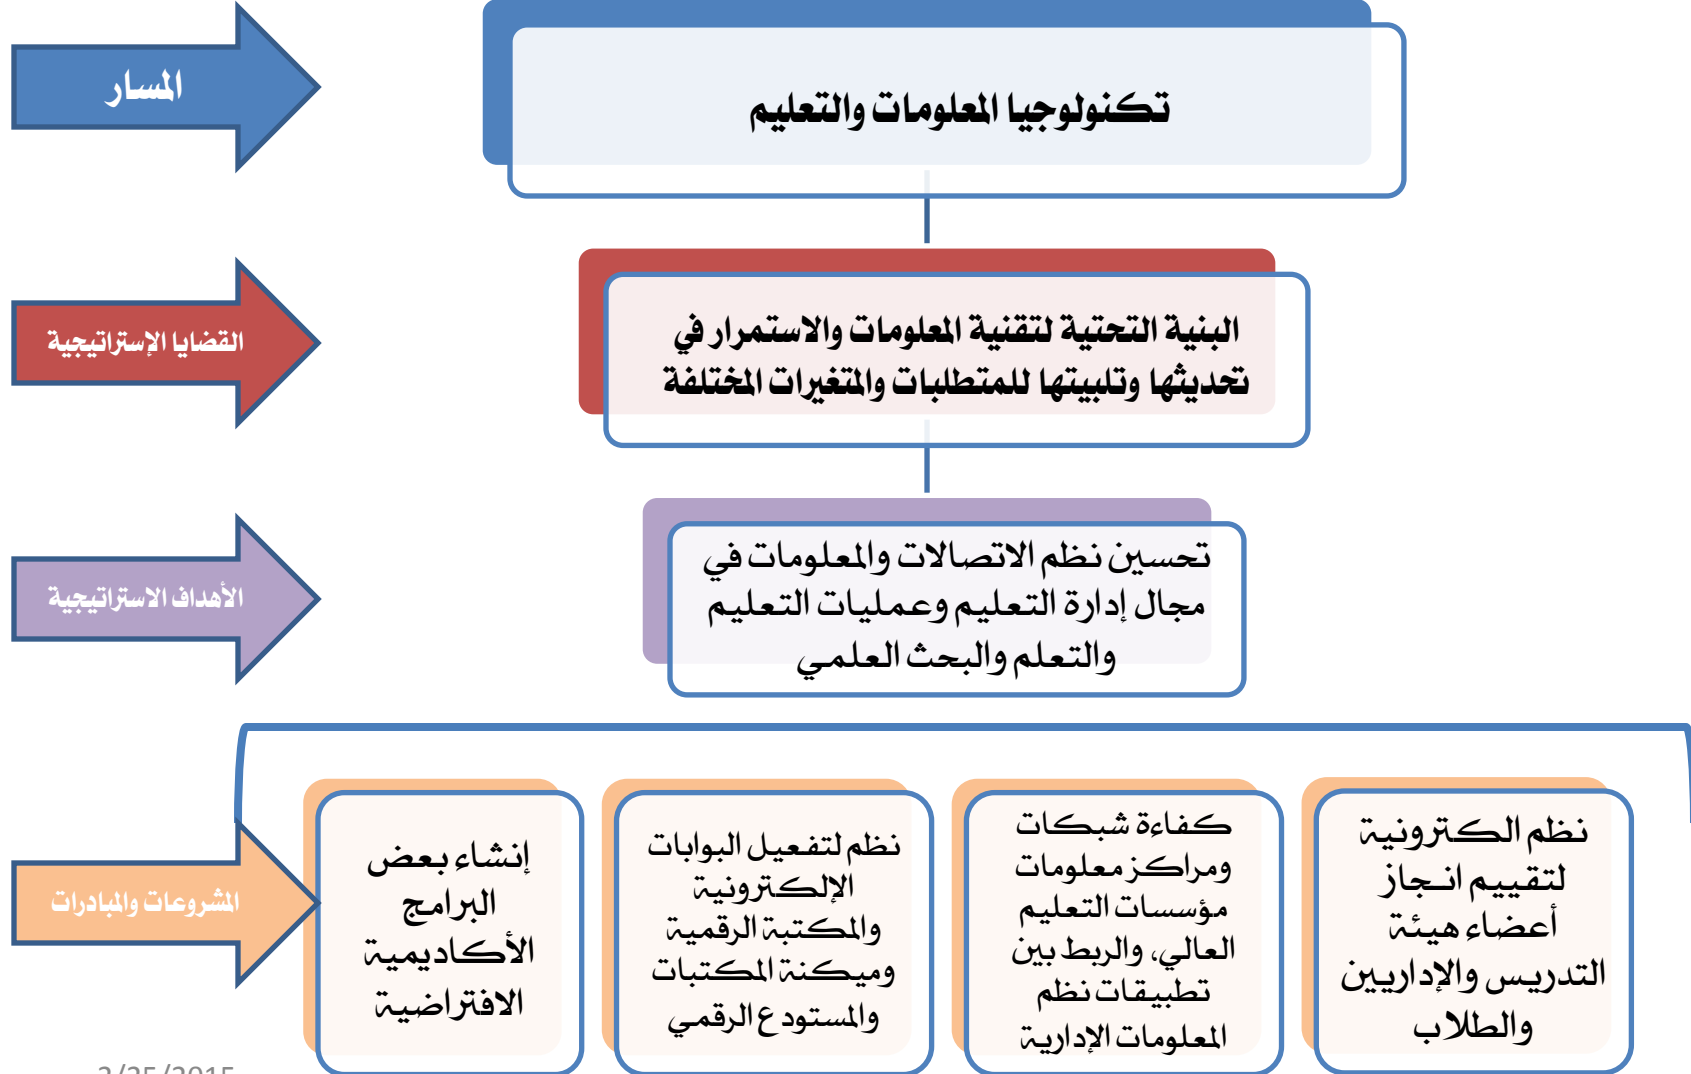 المسار
تكنولوجيا المعلومات والتعليم
القضايا الإستراتيجية
البنية التحتية لتقنية المعلومات والاستمرار في
تحديثها وتلبيتها للمتطلبات والمتغيرات المختلفة
الأهداف الاستراتيجية
تحسين نظم الاتصالات والمعلومات في
مجال إدارة التعليم وعمليات التعليم
والتعلم والبحث العلمي
المشروعات والمبادرات
نظم الكترونية
لتقييم انجاز
أعضاء هيئة
التدريس والإداريين
والطلاب
كفاءة شبكات
ومراكز معلومات
مؤسسات التعليم
العالي، والربط بين
تطبيقات نظم
المعلومات الإدارية
نظم لتفعيل البوابات
الإلكترونية
والمكتبة الرقمية
وميكنة المكتبات
والمستودع الرقمي
إنشاء بعض
البرامج
الأكاديمية
الافتراضية